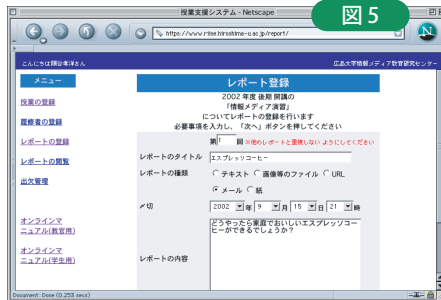 授業支援システム - Netscape
図5
https://www.riise.hiroshima-u.ac.jp/report/
N
広島大学情報メディア教育研究センター
メニュー
授業の登録
履修者の登録
レポートの登録
レポートの閲覧
出欠管理
オンラインマ
ニュアル(教官用)
オンラインマ
ニュアル(学生用)
レポート登録
2002 年度 後期 開講の
「情報メディア演習」
についてレポートの登録を行います
必要事項を入力し、「次へ」ボタンを押してください
第 1 回 ※他のレポートと重複しない ようにしてください
レポートのタイトル エスプレッソコーヒー
レポートの種類 テキスト 画像等のファイル URL
メール 紙
〆切 2002 年 9 月 15 日 21 時
レポートの内容
どうやったら家庭でおいしいエスプレッソコー
ヒーができるでしょうか?
Document: Done (0.253 secs)